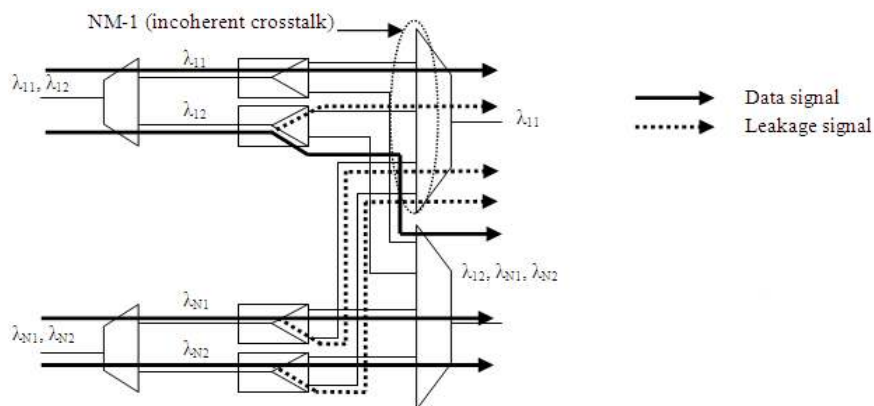 NM-1 (incoherent crosstalk)
λ11
λ11, λ12
λ12
λ11
Data signal
Leakage signal
λ12, λN1, λN2
λN1
λN1, λN2
λN2